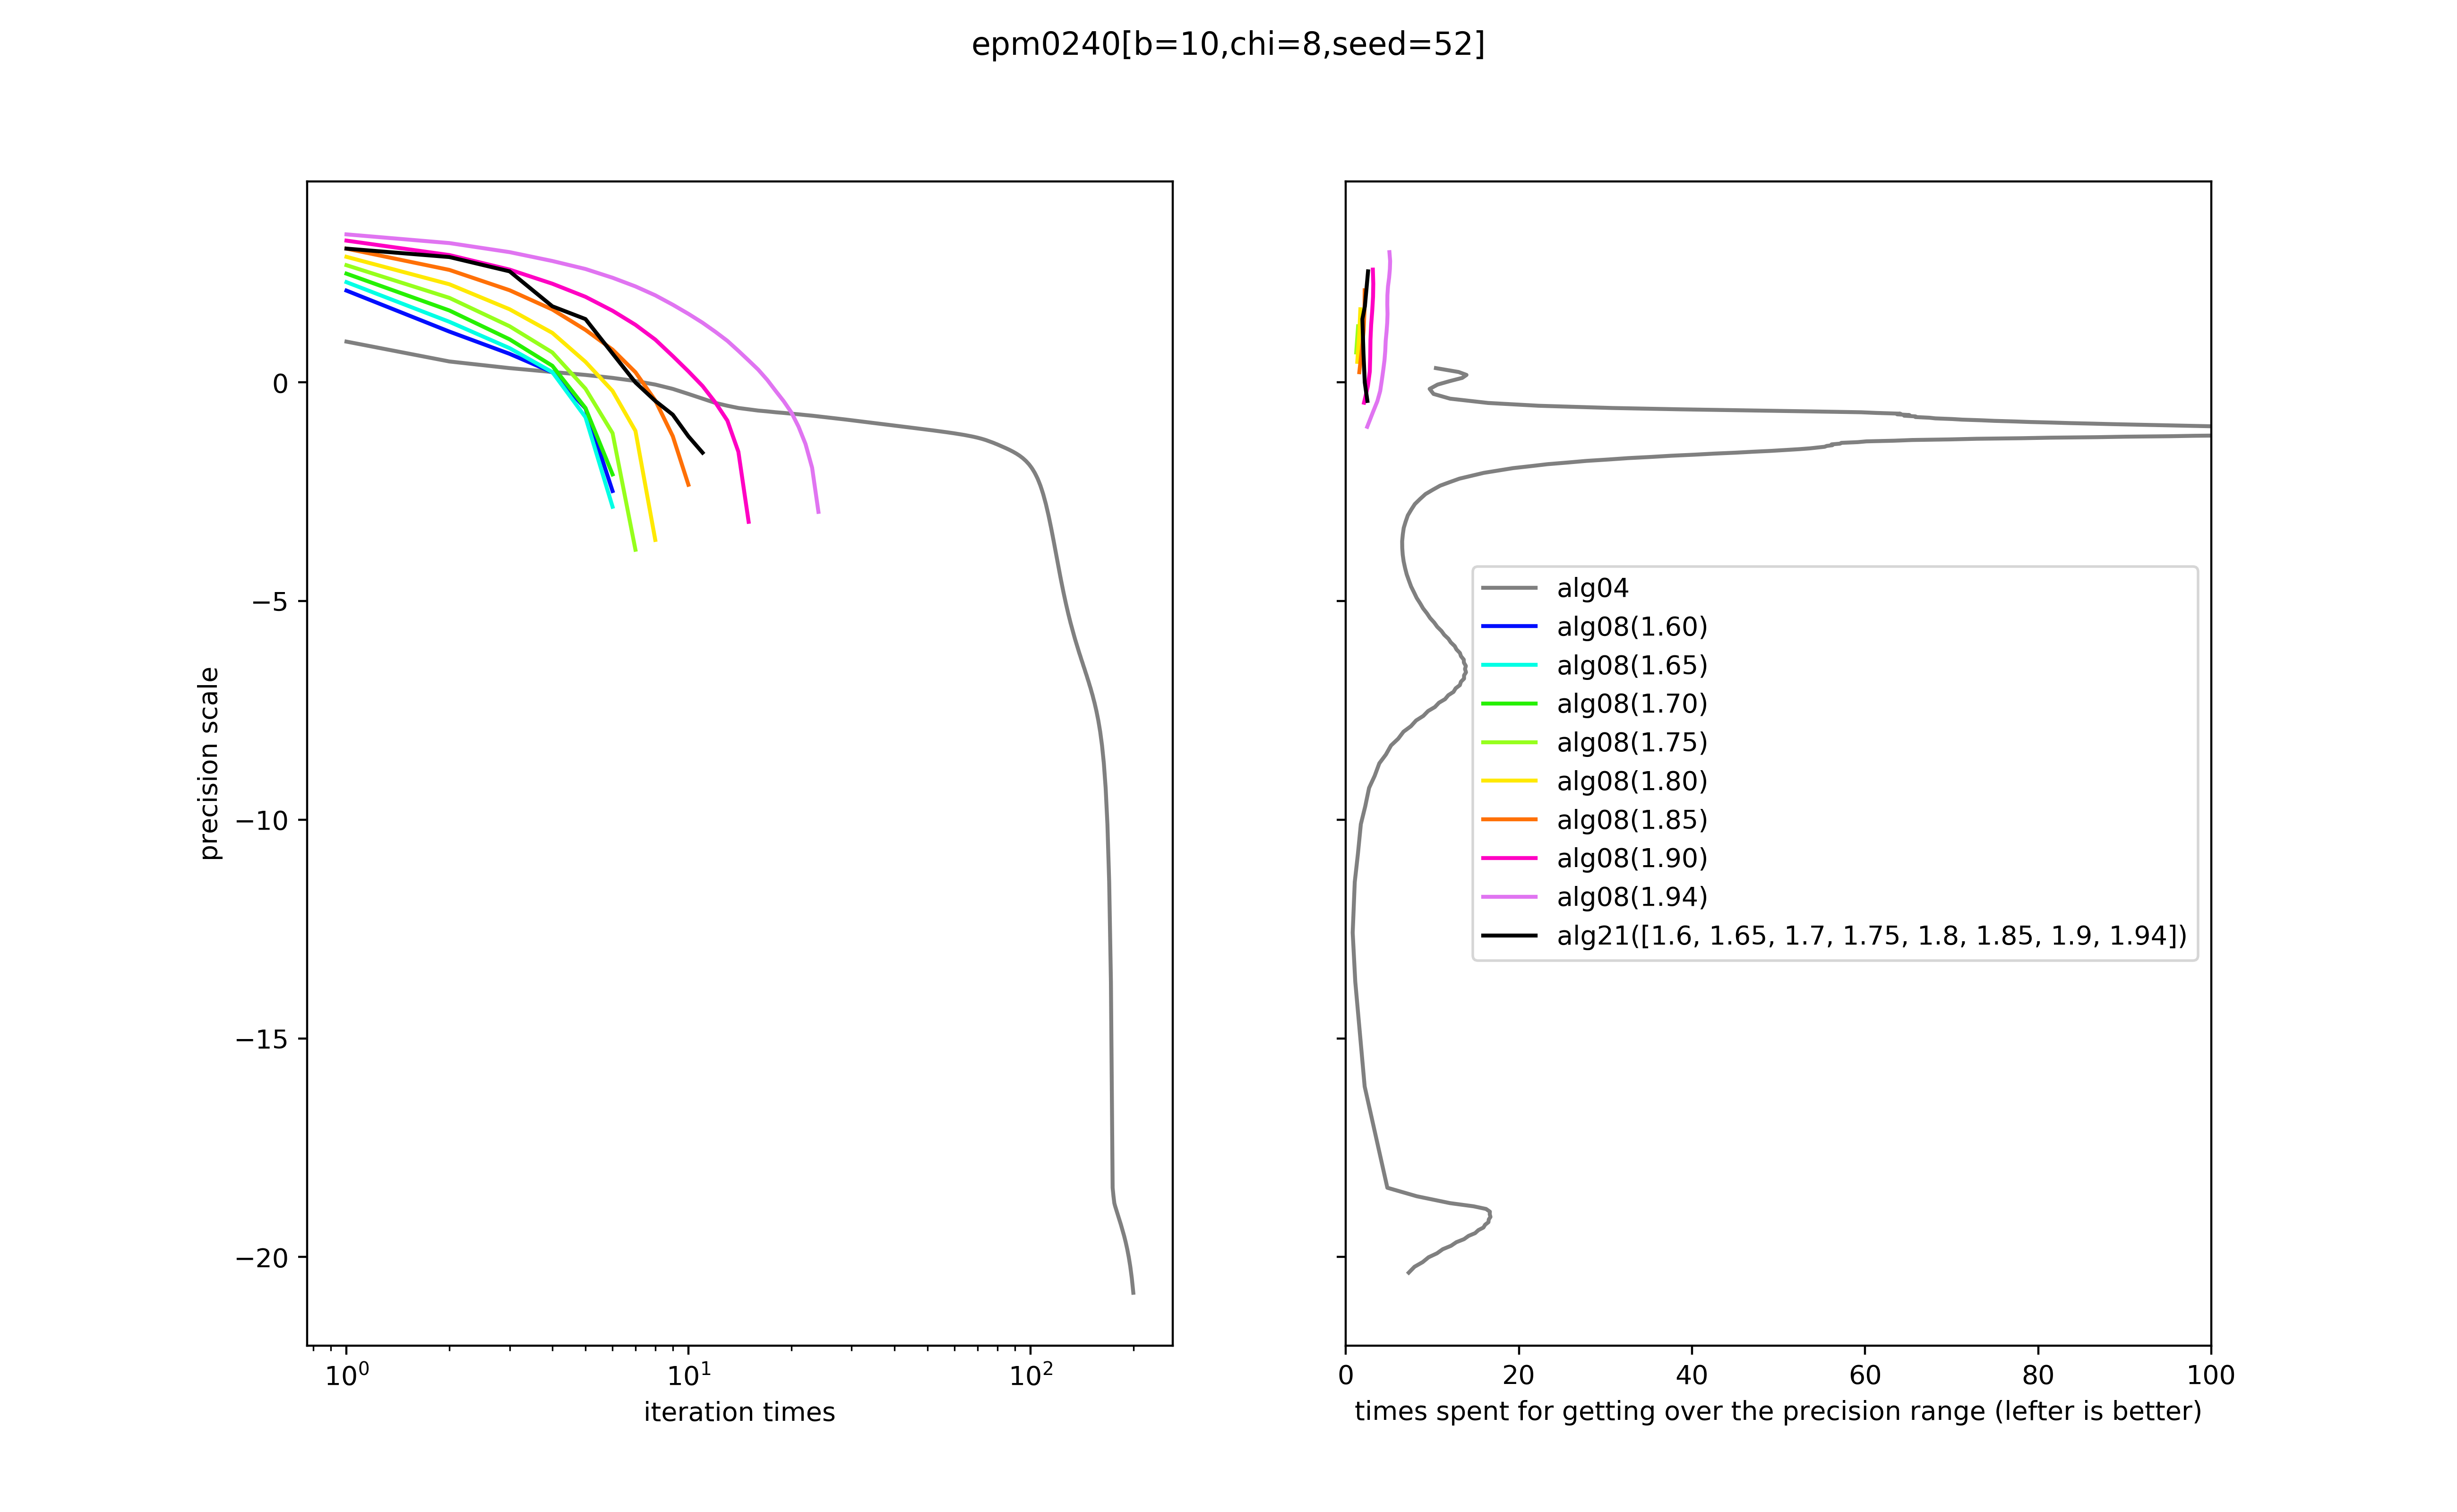 epm0240[b=10,chi=8,seed=52]
precision scale
0
−5
−10
−15
−20
10⁰
10¹
10²
iteration times
alg04
alg08(1.60)
alg08(1.65)
alg08(1.70)
alg08(1.75)
alg08(1.80)
alg08(1.85)
alg08(1.90)
alg08(1.94)
alg21([1.6, 1.65, 1.7, 1.75, 1.8, 1.85, 1.9, 1.94])
0
20
40
60
80
100
times spent for getting over the precision range (lefter is better)